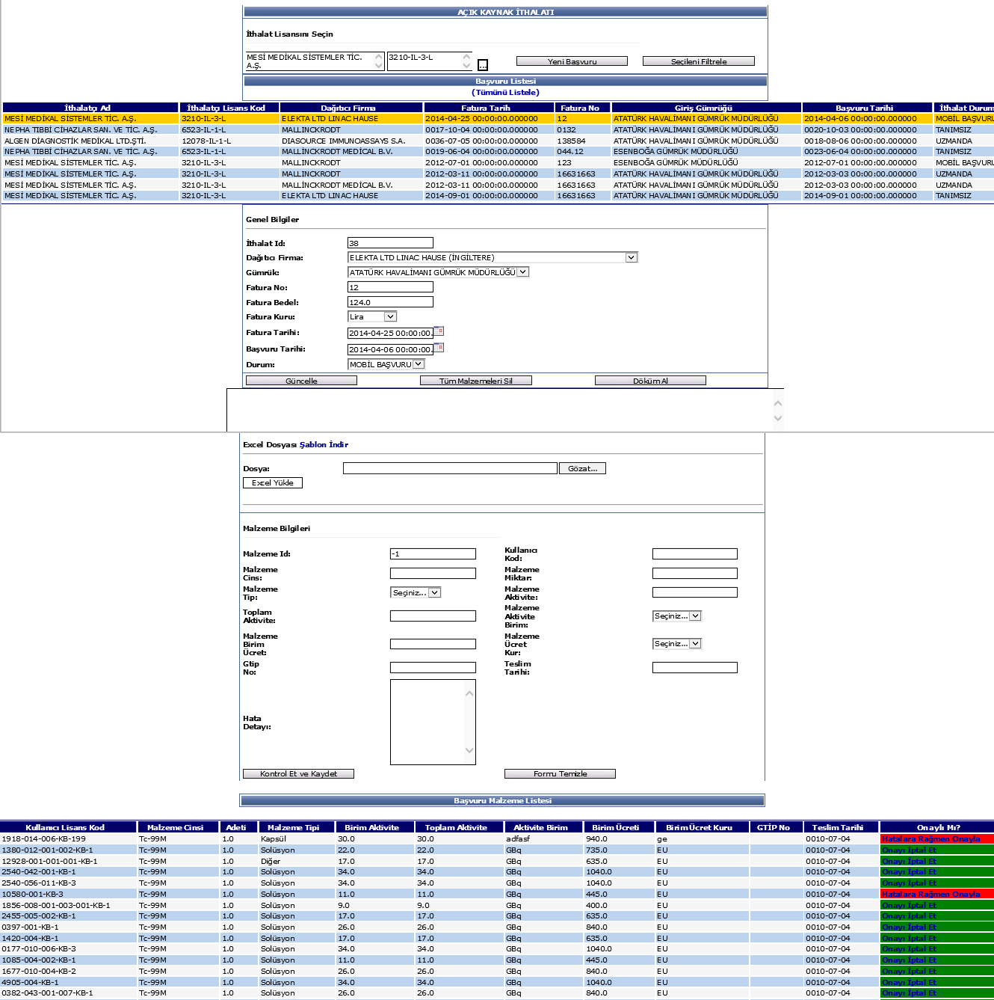 AÇIK KAYNAK İTHALATI
İthalat Lisansını Seçin
MESİ MEDİKAL SİSTEMLER TİC. A.Ş. 3210-IL-3-L ... Yeni Başvuru Seçileni Filtrele
Başvuru Listesi
(Tümünü Listele)
İthalatçı Ad İthalatçı Lisans Kod Dağıtıcı Firma Fatura Tarih Fatura No Giriş Gümrüğü Başvuru Tarihi İthalat Durum
MESİ MEDİKAL SİSTEMLER TİC. A.Ş. 3210-IL-3-L ELEKTA LTD LINAC HAUSE 2014-04-25 00:00:00.000000 12 ATATÜRK HAVALİMANI GÜMRÜK MÜDÜRLÜĞÜ 2014-04-06 00:00:00.000000 MOBİL BAŞVURU
NEPHA TIBBİ CİHAZLAR SAN. VE TİC. A.Ş. 6523-IL-1-L MALLINCKRODT 0017-10-04 00:00:00.000000 0132 ATATÜRK HAVALİMANI GÜMRÜK MÜDÜRLÜĞÜ 0020-10-03 00:00:00.000000 TANIMSIZ
ALGEN DİAGNOSTİK MEDİKAL LTD.ŞTİ. 12078-IL-1-L DIASOURCE IMMUNOASSAYS S.A. 0036-07-05 00:00:00.000000 138584 ATATÜRK HAVALİMANI GÜMRÜK MÜDÜRLÜĞÜ 0018-08-06 00:00:00.000000 UZMANDA
NEPHA TIBBİ CİHAZLAR SAN. VE TİC. A.Ş. 6523-IL-1-L MALLİNCKRODT MEDICAL B.V. 0019-06-04 00:00:00.000000 044.12 ESENBOĞA GÜMRÜK MÜDÜRLÜĞÜ 0023-06-04 00:00:00.000000 TANIMSIZ
MESİ MEDİKAL SİSTEMLER TİC. A.Ş. 3210-IL-3-L MALLİNCKRODT 2012-07-01 00:00:00.000000 123 ESENBOĞA GÜMRÜK MÜDÜRLÜĞÜ 2012-07-01 00:00:00.000000 MOBİL BAŞVURU
MESİ MEDİKAL SİSTEMLER TİC. A.Ş. 3210-IL-3-L MALLINCKRODT 2012-03-11 00:00:00.000000 16631663 ATATÜRK HAVALİMANI GÜMRÜK MÜDÜRLÜĞÜ 2012-03-03 00:00:00.000000 UZMANDA
MESİ MEDİKAL SİSTEMLER TİC. A.Ş. 3210-IL-3-L MALLİNCKRODT MEDİCAL B.V. 2012-03-11 00:00:00.000000 16631663 ATATÜRK HAVALİMANI GÜMRÜK MÜDÜRLÜĞÜ 2012-03-03 00:00:00.000000 UZMANDA
MESİ MEDİKAL SİSTEMLER TİC. A.Ş. 3210-IL-3-L ELEKTA LTD LINAC HAUSE 2014-09-01 00:00:00.000000 16631663 ATATÜRK HAVALİMANI GÜMRÜK MÜDÜRLÜĞÜ 2014-09-01 00:00:00.000000 TANIMSIZ
Genel Bilgiler
İthalat Id: 38
Dağıtıcı Firma: ELEKTA LTD LINAC HAUSE (İNGİLTERE)
Gümrük: ATATÜRK HAVALİMANI GÜMRÜK MÜDÜRLÜĞÜ
Fatura No: 12
Fatura Bedel: 124.0
Fatura Kuru: Lira
Fatura Tarihi: 2014-04-25 00:00:00.
Başvuru Tarihi: 2014-04-06 00:00:00.
Durum: MOBİL BAŞVURU
Güncelle Tüm Malzemeleri Sil Döküm Al
Excel Dosyası Şablon İndir
Dosya: Gözat...
Excel Yükle
Malzeme Bilgileri
Malzeme Id: -1 Kullanıcı Kod:
Malzeme Cins: Malzeme Miktar:
Malzeme Tip: Seçiniz... Malzeme Aktivite:
Toplam Aktivite: Malzeme Aktivite Birim: Seçiniz...
Malzeme Birim Ücret: Malzeme Ücret Kur: Seçiniz...
Gtip No: Teslim Tarihi:
Hata Detayı:
Kontrol Et ve Kaydet Formu Temizle
Başvuru Malzeme Listesi
Kullanıcı Lisans Kod Malzeme Cinsi Adeti Malzeme Tipi Birim Aktivite Toplam Aktivite Aktivite Birim Birim Ücreti Birim Ücret Kuru GTİP No Teslim Tarihi Onaylı Mı?
1918-014-006-KB-199 Tc-99M 1.0 Kapsül 30.0 30.0 adfasf 940.0 ge 0010-07-04 Hatalara Rağmen Onayla
1380-012-001-002-KB-1 Tc-99M 1.0 Solüsyon 22.0 22.0 GBq 735.0 EU 0010-07-04 Onayı İptal Et
12928-001-001-001-KB-1 Tc-99M 1.0 Diğer 17.0 17.0 GBq 635.0 EU 0010-07-04 Onayı İptal Et
2540-042-001-KB-1 Tc-99M 1.0 Solüsyon 34.0 34.0 GBq 1040.0 EU 0010-07-04 Onayı İptal Et
2540-056-011-KB-3 Tc-99M 1.0 Solüsyon 34.0 34.0 GBq 1040.0 EU 0010-07-04 Onayı İptal Et
10580-001-KB-3 Tc-99M 1.0 Solüsyon 11.0 11.0 GBq 445.0 EU 0010-07-04 Hatalara Rağmen Onayla
1856-008-001-003-001-KB-1 Tc-99M 1.0 Solüsyon 9.0 9.0 GBq 400.0 EU 0010-07-04 Onayı İptal Et
2455-005-002-KB-1 Tc-99M 1.0 Solüsyon 17.0 17.0 GBq 635.0 EU 0010-07-04 Onayı İptal Et
0397-001-KB-1 Tc-99M 1.0 Solüsyon 26.0 26.0 GBq 840.0 EU 0010-07-04 Onayı İptal Et
1420-004-KB-1 Tc-99M 1.0 Solüsyon 17.0 17.0 GBq 635.0 EU 0010-07-04 Onayı İptal Et
0177-010-006-KB-3 Tc-99M 1.0 Solüsyon 34.0 34.0 GBq 1040.0 EU 0010-07-04 Onayı İptal Et
1085-004-002-KB-1 Tc-99M 1.0 Solüsyon 11.0 11.0 GBq 445.0 EU 0010-07-04 Onayı İptal Et
1677-010-004-KB-2 Tc-99M 1.0 Solüsyon 26.0 26.0 GBq 840.0 EU 0010-07-04 Onayı İptal Et
4905-004-KB-1 Tc-99M 1.0 Solüsyon 34.0 34.0 GBq 1040.0 EU 0010-07-04 Onayı İptal Et
0382-043-001-007-KB-1 Tc-99M 1.0 Solüsyon 26.0 26.0 GBq 840.0 EU 0010-07-04 Onayı İptal Et